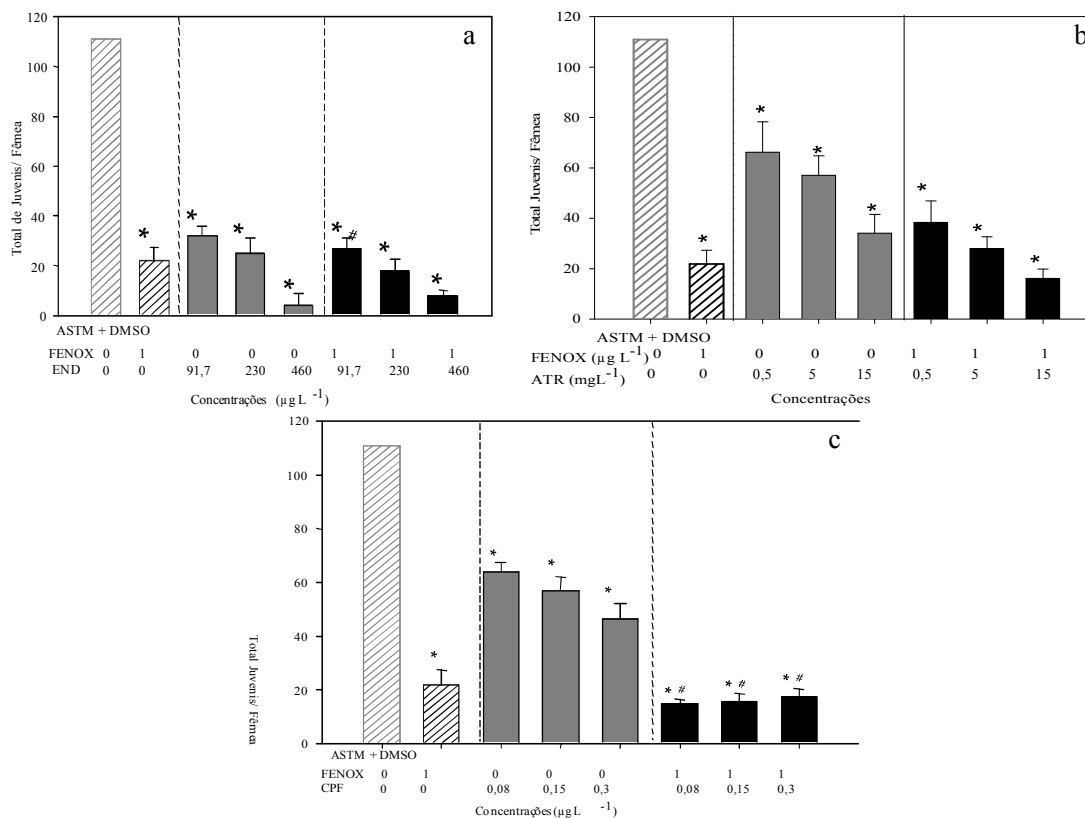 a
Total de Juvenis/ Fêmea
120
100
80
60
40
20
0
* * * * *# * *
ASTM + DMSO
FENOX 0 1 0 0 0 1 1 1
END 0 0 91,7 230 460 91,7 230 460
Concentrações (µg L⁻¹)
b
Total Juvenis/ Fêmea
120
100
80
60
40
20
0
* * * * * * *
ASTM + DMSO
FENOX (µg L⁻¹) 0 1 0 0 0 1 1 1
ATR (mgL⁻¹) 0 0 0,5 5 15 0,5 5 15
Concentrações
c
Total Juvenis/ Fêmea
120
100
80
60
40
20
0
* * * * * # * # * #
ASTM + DMSO
FENOX 0 1 0 0 0 1 1 1
CPF 0 0 0,08 0,15 0,3 0,08 0,15 0,3
Concentrações (µg L⁻¹)